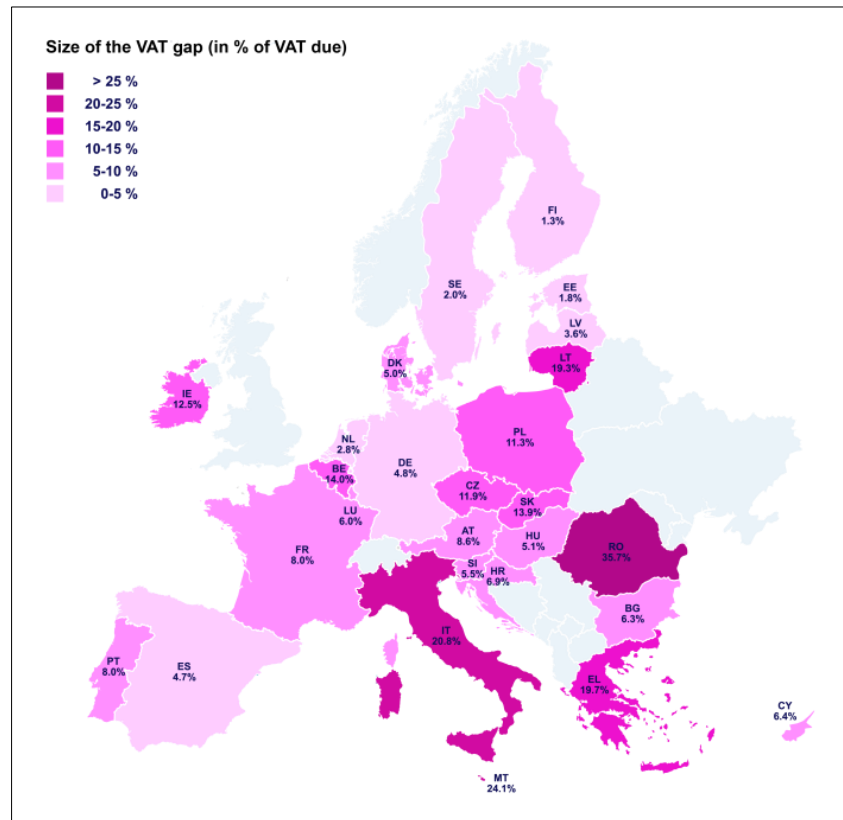 Size of the VAT gap (in % of VAT due)
> 25 %
20-25 %
15-20 %
10-15 %
5-10 %
0-5 %
FI
1.3%
SE
2.0%
EE
1.8%
LV
3.6%
LT
19.3%
DK
5.0%
IE
12.5%
NL
2.8%
BE
14.0%
DE
4.8%
PL
11.3%
CZ
11.9%
SK
13.9%
LU
6.0%
AT
8.6%
HU
5.1%
FR
8.0%
SI
5.5%
HR
6.9%
RO
35.7%
BG
6.3%
IT
20.8%
PT
8.0%
ES
4.7%
EL
19.7%
CY
6.4%
MT
24.1%